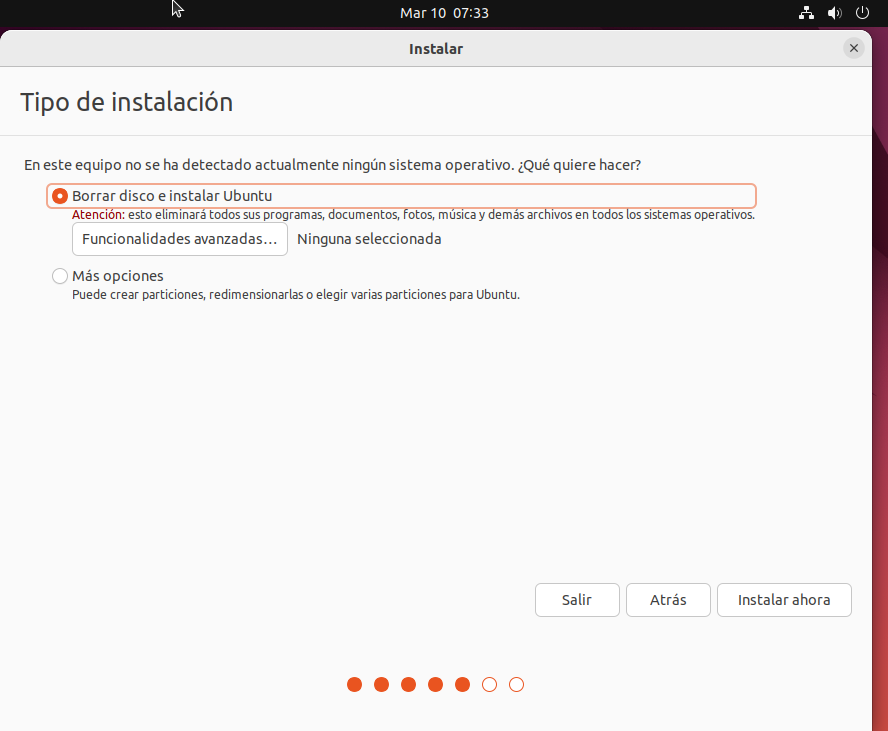 Mar 10 07:33
Instalar
Tipo de instalación
En este equipo no se ha detectado actualmente ningún sistema operativo. ¿Qué quiere hacer?
Borrar disco e instalar Ubuntu
Atención: esto eliminará todos sus programas, documentos, fotos, música y demás archivos en todos los sistemas operativos.
Funcionalidades avanzadas... Ninguna seleccionada
Más opciones
Puede crear particiones, redimensionarlas o elegir varias particiones para Ubuntu.
Salir Atrás Instalar ahora